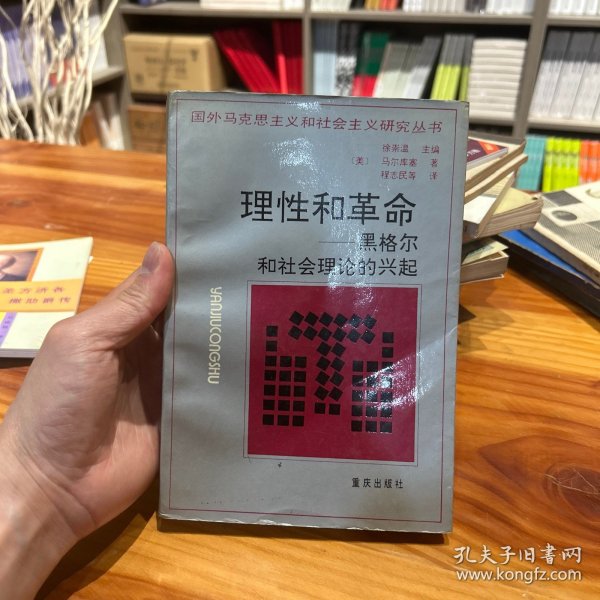 国外马克思主义和社会主义研究丛书
徐崇温 主编
〔美〕 马尔库塞 著
程志民等 译
理性和革命
——黑格尔
和社会理论的兴起
YANJIUCONGSHU
重庆出版社
孔夫子旧书网
www.kongfz.com